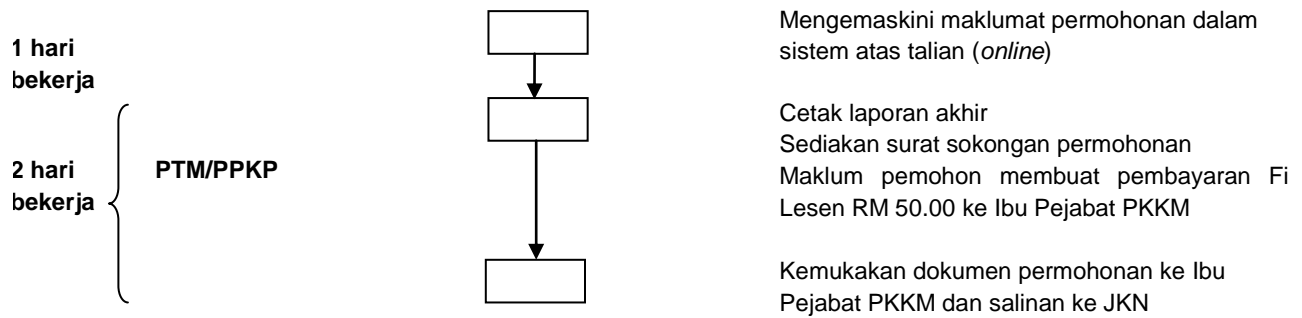 1 hari
bekerja
Mengemaskini maklumat permohonan dalam
sistem atas talian (online)
2 hari
bekerja
PTM/PPKP
Cetak laporan akhir
Sediakan surat sokongan permohonan
Maklum pemohon membuat pembayaran Fi
Lesen RM 50.00 ke Ibu Pejabat PKKM
Kemukakan dokumen permohonan ke Ibu
Pejabat PKKM dan salinan ke JKN